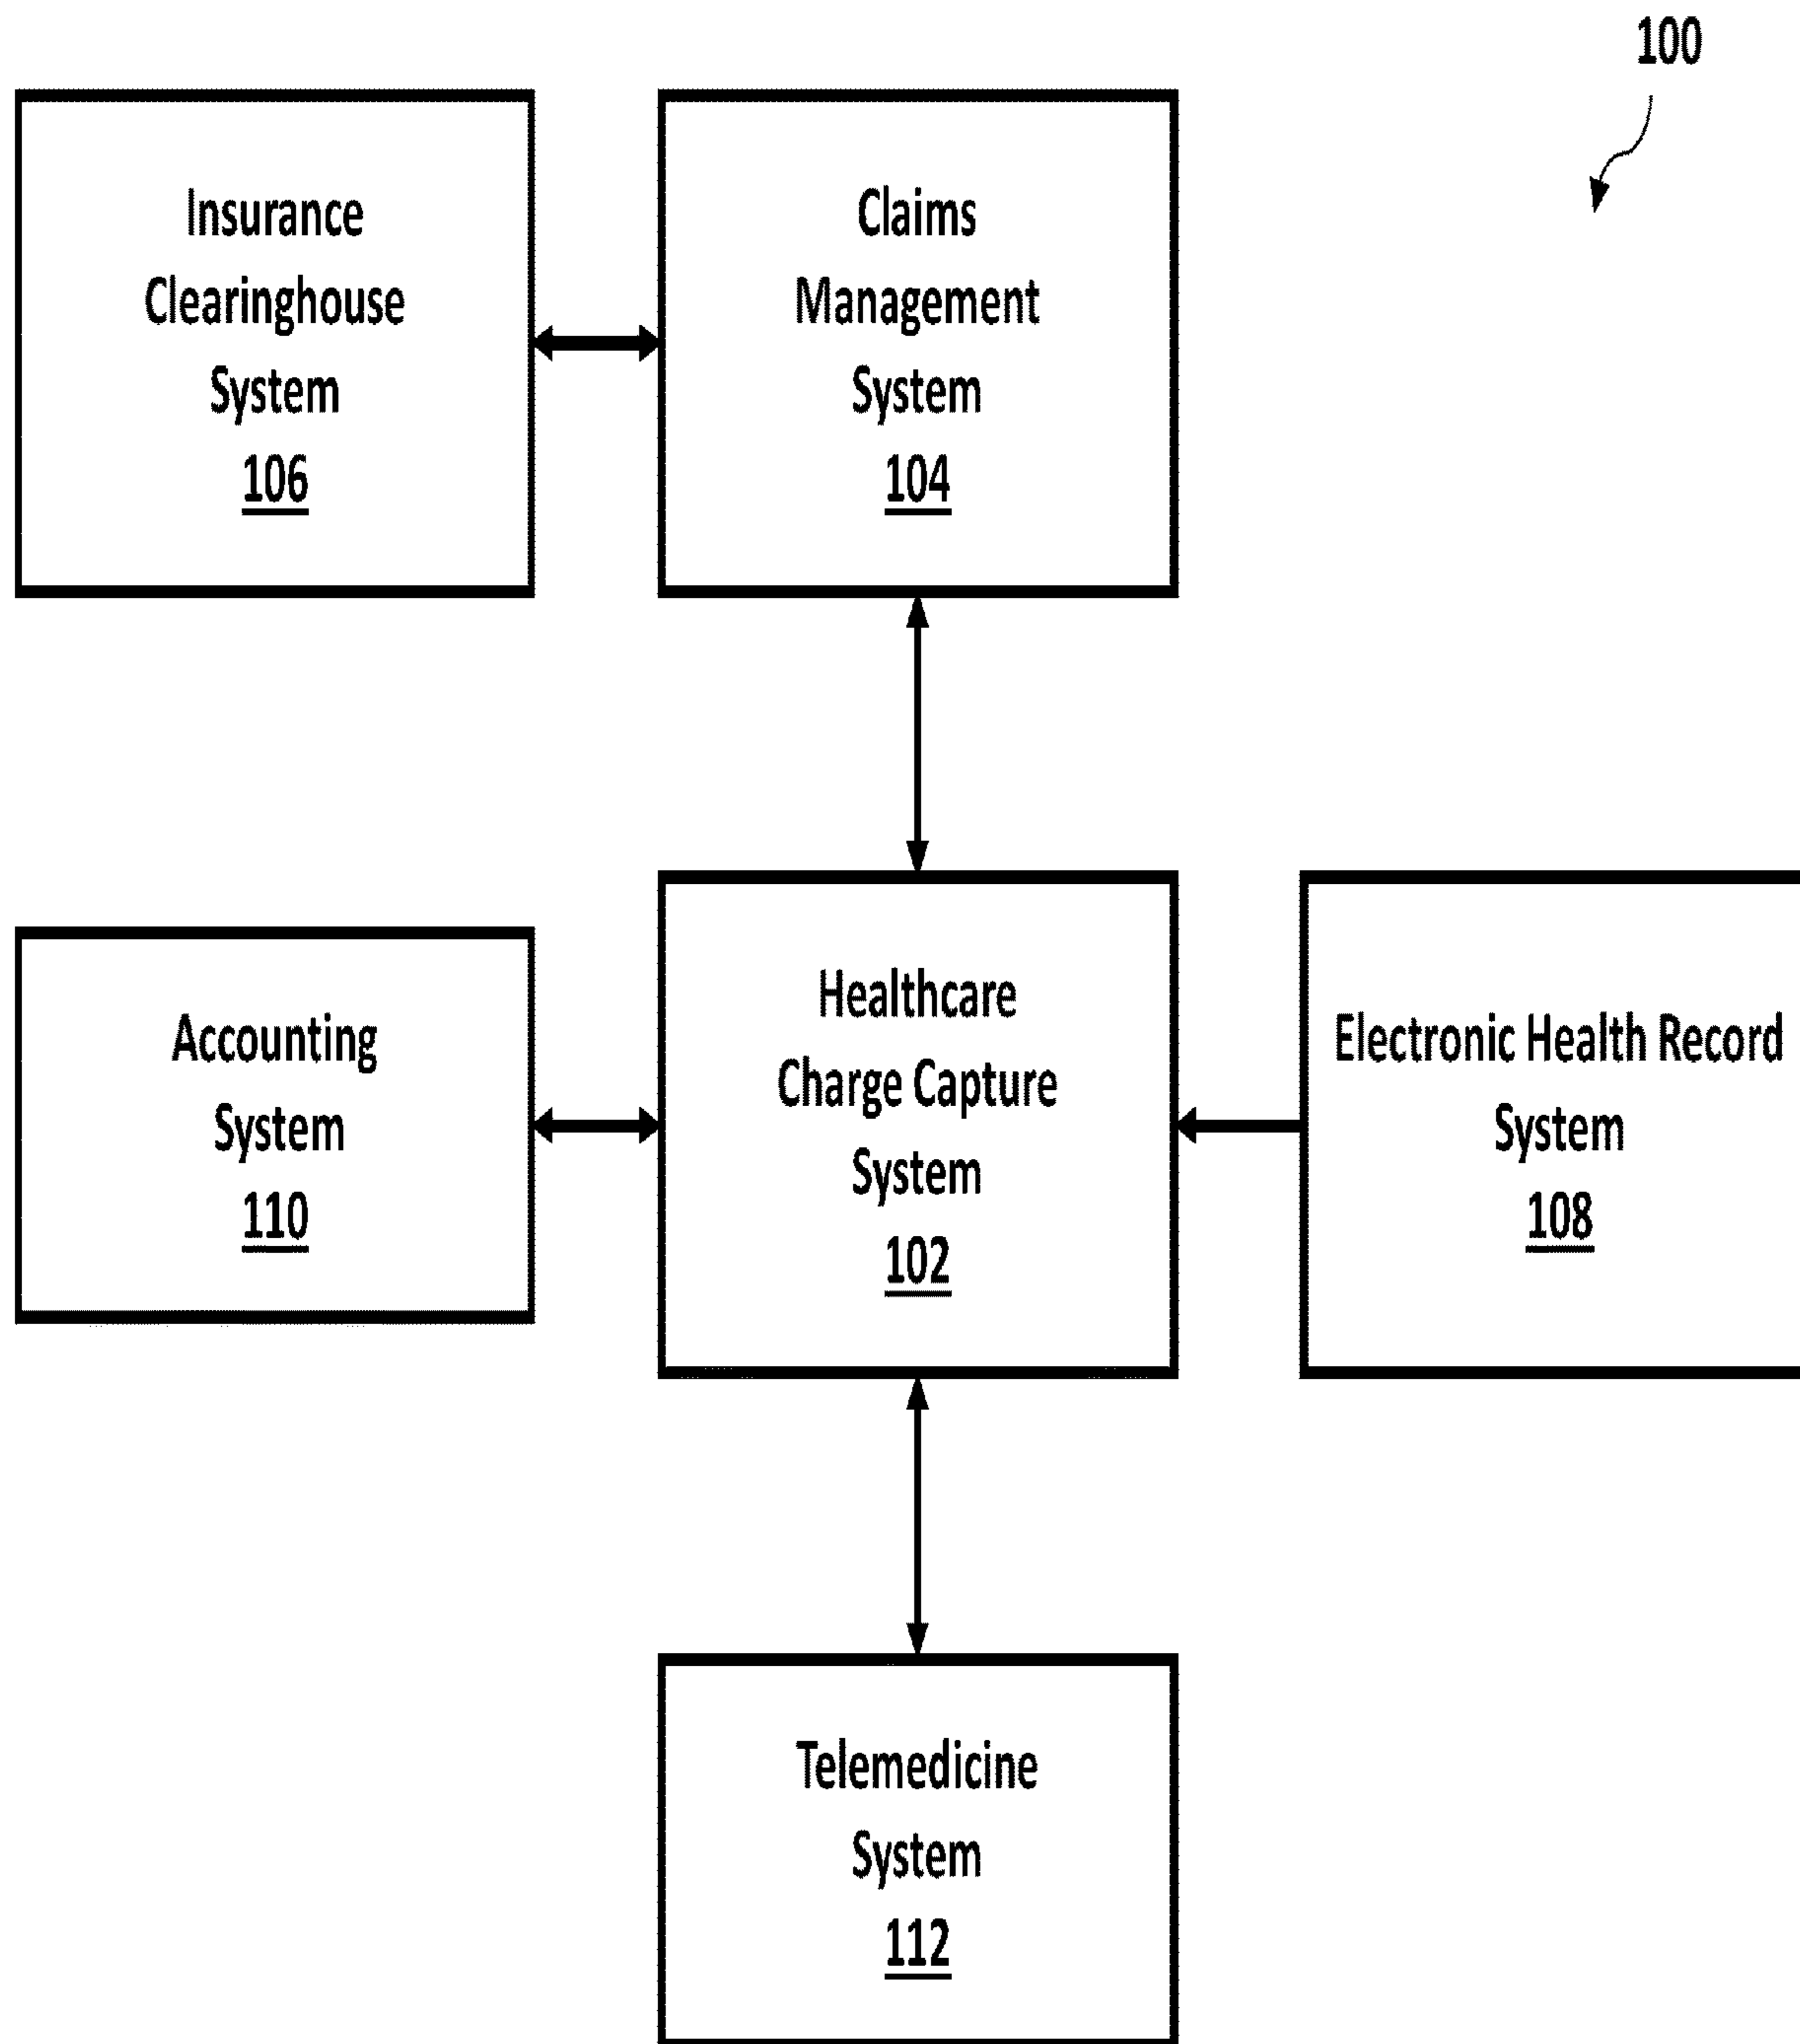 100
Insurance
Clearinghouse
System
106
Claims
Management
System
104
Accounting
System
110
Healthcare
Charge Capture
System
102
Electronic Health Record
System
108
Telemedicine
System
112